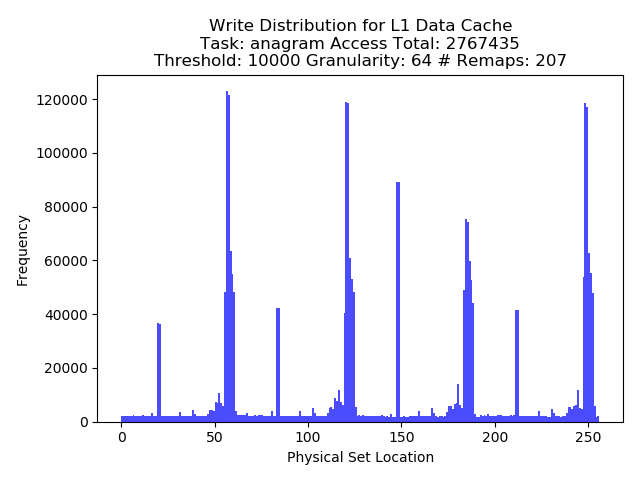 Write Distribution for L1 Data Cache
Task: anagram Access Total: 2767435
Threshold: 10000 Granularity: 64 # Remaps: 207
120000
100000
80000
60000
40000
20000
0
Frequency
0 50 100 150 200 250
Physical Set Location